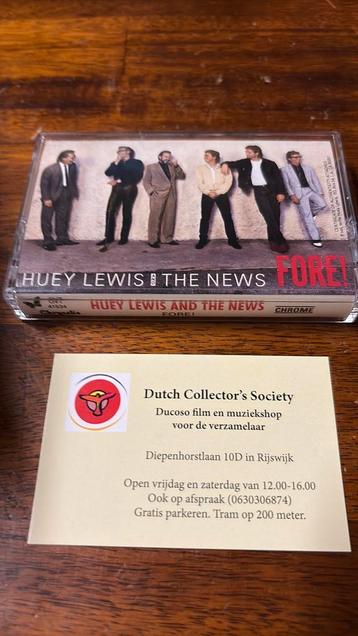 HUEY LEWIS AND THE NEWS FORE!
HUEY LEWIS AND THE NEWS
FORE!
CHROME
41534
Chrysalis
Dutch Collector's Society
Ducoso film en muziekshop
voor de verzamelaar
Diepenhorstlaan 10D in Rijswijk
Open vrijdag en zaterdag van 12.00-16.00
Ook op afspraak (0630306874)
Gratis parkeren. Tram op 200 meter.